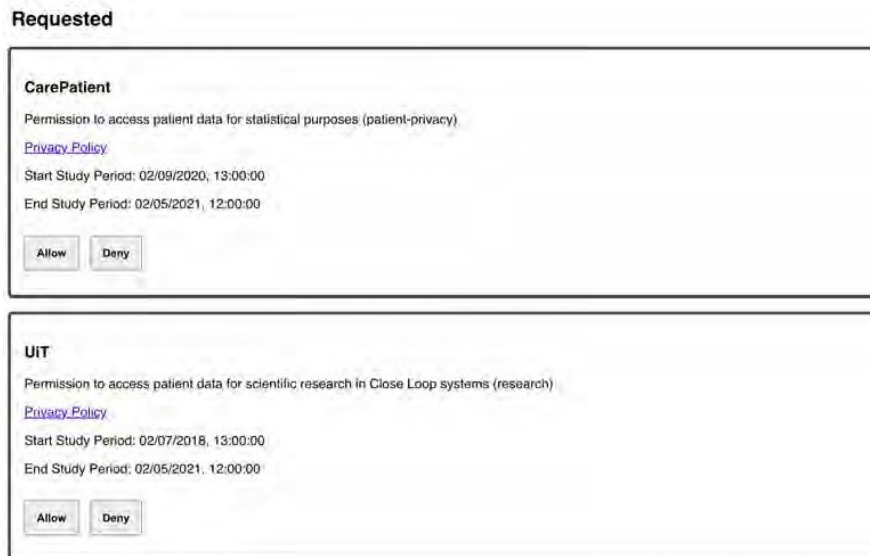 Requested
CarePatient
Permission to access patient data for statistical purposes (patient-privacy)
Privacy Policy
Start Study Period: 02/09/2020, 13:00:00
End Study Period: 02/05/2021, 12:00:00
Allow Deny
UiT
Permission to access patient data for scientific research in Close Loop systems (research)
Privacy Policy
Start Study Period: 02/07/2018, 13:00:00
End Study Period: 02/05/2021, 12:00:00
Allow Deny